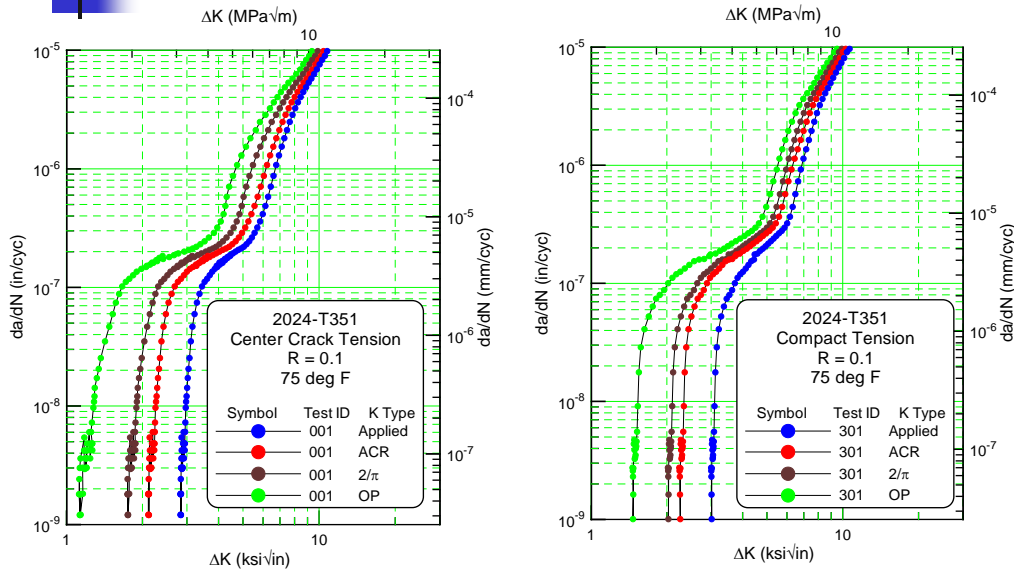 ΔK (MPa√m)
10
10⁻⁵
10⁻⁶
10⁻⁷
10⁻⁸
10⁻⁹
da/dN (in/cyc)
10⁻⁴
10⁻⁵
10⁻⁶
10⁻⁷
da/dN (mm/cyc)
2024-T351
Center Crack Tension
R = 0.1
75 deg F
Symbol Test ID K Type
001 Applied
001 ACR
001 2/π
001 OP
1 10
ΔK (ksi√in)
ΔK (MPa√m)
10
10⁻⁵
10⁻⁶
10⁻⁷
10⁻⁸
10⁻⁹
da/dN (in/cyc)
10⁻⁴
10⁻⁵
10⁻⁶
10⁻⁷
da/dN (mm/cyc)
2024-T351
Compact Tension
R = 0.1
75 deg F
Symbol Test ID K Type
301 Applied
301 ACR
301 2/π
301 OP
1 10
ΔK (ksi√in)